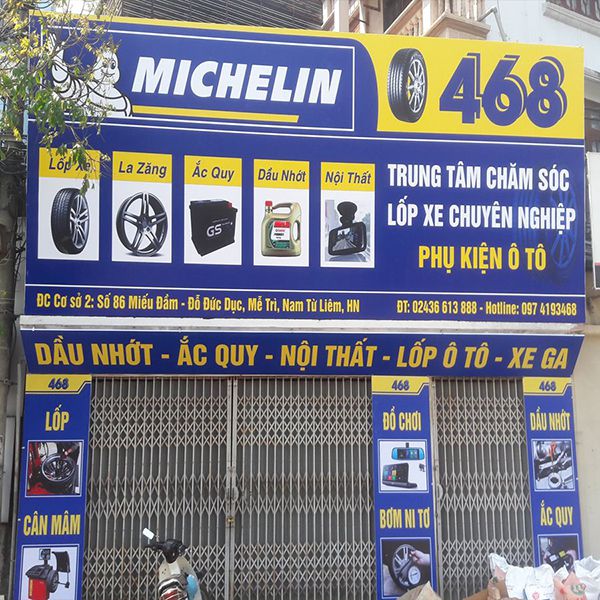 MICHELIN
468
Lốp Xe
La Zăng
Ắc Quy
Dầu Nhớt
Nội Thất
GS
TRUNG TÂM CHĂM SÓC
LỐP XE CHUYÊN NGHIỆP
PHỤ KIỆN Ô TÔ
ĐC Cơ sở 2: Số 86 Miếu Đầm - Đỗ Đức Dục, Mễ Trì, Nam Từ Liêm, HN
ĐT: 02436 613 888 - Hotline: 097 4193468
DẦU NHỚT - ẮC QUY - NỘI THẤT - LỐP Ô TÔ - XE GA
468
LỐP
CÂN MÂM
468
ĐỒ CHƠI
BƠM NI TƠ
468
DẦU NHỚT
ẮC QUY